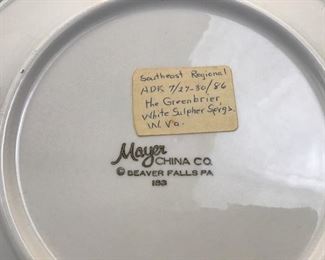 Southeast Regional
ADK 7/27-30/86
the Greenbrier
White Sulpher Sprgs.
W. Va.
Mayer
CHINA CO.
© BEAVER FALLS PA
183